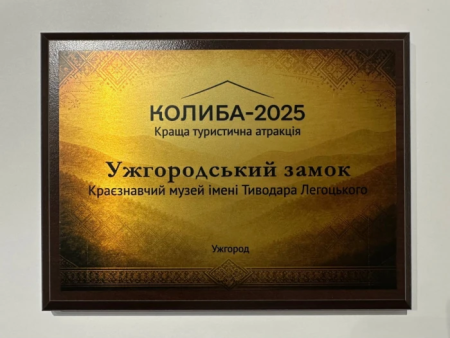 КОЛИБА-2025
Краща туристична атракція
Ужгородський замок
Краєзнавчий музей імені Тиводара Легоцького
Ужгород